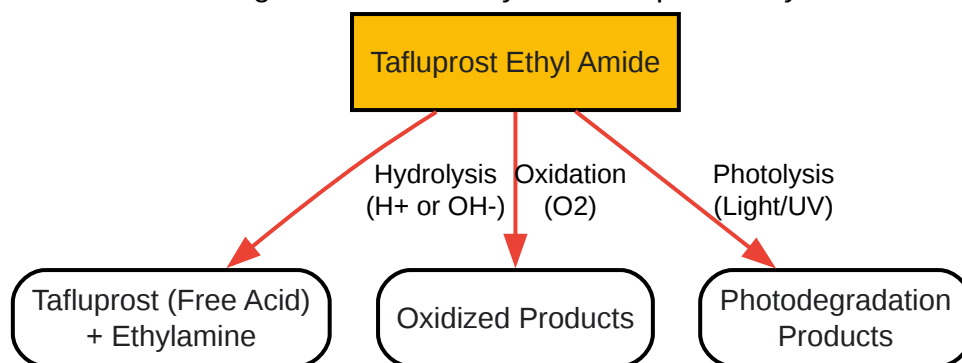 Tafluprost Ethyl Amide
Hydrolysis
(H+ or OH-)
Oxidation
(O2)
Photolysis
(Light/UV)
Tafluprost (Free Acid)
+ Ethylamine
Oxidized Products
Photodegradation
Products